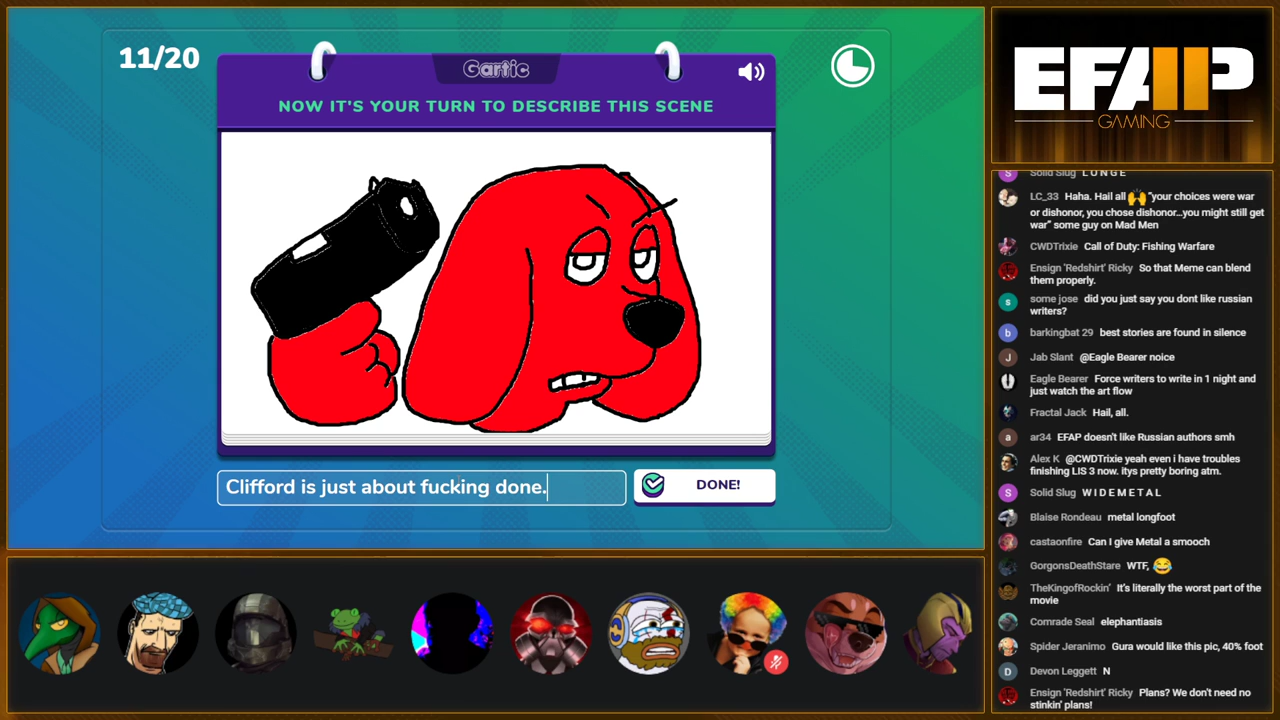 11/20
Gartic
NOW IT'S YOUR TURN TO DESCRIBE THIS SCENE
Clifford is just about fucking done.
DONE!
EFAP
GAMING
Solid Slug L U N G E
LC_33 Haha. Hail all 🙌 "your choices were war
or dishonor, you chose dishonor...you might still get
war" some guy on Mad Men
CWDTrixie Call of Duty: Fishing Warfare
Ensign 'Redshirt' Ricky So that Meme can blend
them properly.
some jose did you just say you dont like russian
writers?
barkingbat 29 best stories are found in silence
Jab Slant @Eagle Bearer noice
Eagle Bearer Force writers to write in 1 night and
just watch the art flow
Fractal Jack Hail, all.
ar34 EFAP doesn't like Russian authors smh
Alex K @CWDTrixie yeah even i have troubles
finishing LIS 3 now. itys pretty boring atm.
Solid Slug W I D E M E T A L
Blaise Rondeau metal longfoot
castaonfire Can I give Metal a smooch
GorgonsDeathStare WTF, 😂
TheKingofRockin' It's literally the worst part of the
movie
Comrade Seal elephantiasis
Spider Jeranimo Gura would like this pic, 40% foot
Devon Leggett N
Ensign 'Redshirt' Ricky Plans? We don't need no
stinkin' plans!